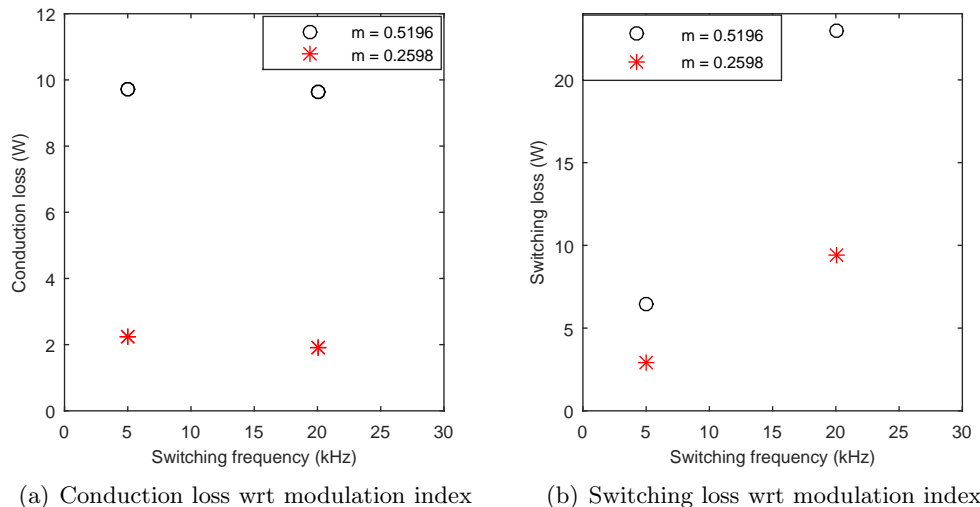 12
10
8
6
4
2
0
0 5 10 15 20 25 30
Conduction loss (W)
Switching frequency (kHz)
m = 0.5196
m = 0.2598
(a) Conduction loss wrt modulation index
20
15
10
5
0
0 5 10 15 20 25 30
Switching loss (W)
Switching frequency (kHz)
m = 0.5196
m = 0.2598
(b) Switching loss wrt modulation index